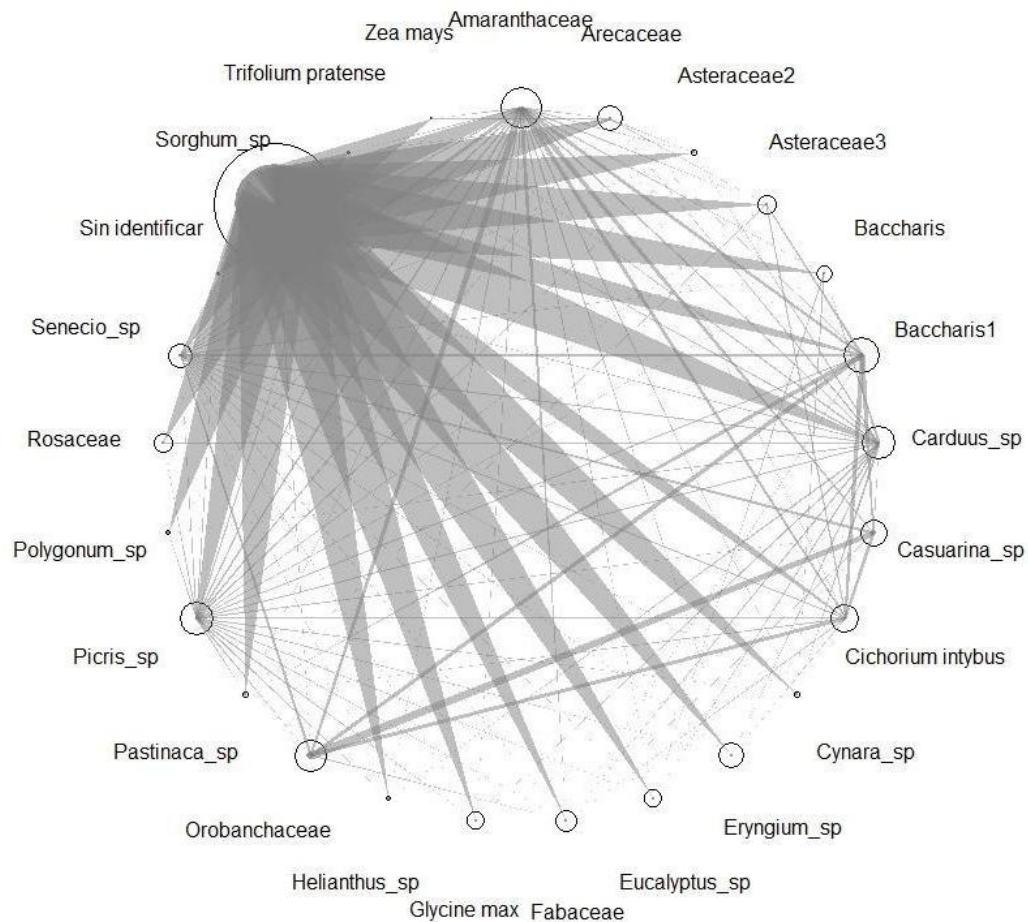 Amaranthaceae
Zea mays
Arecaceae
Trifolium pratense
Asteraceae2
Sorghum_sp
Asteraceae3
Sin identificar
Baccharis
Senecio_sp
Baccharis1
Rosaceae
Carduus_sp
Polygonum_sp
Casuarina_sp
Picris_sp
Cichorium intybus
Pastinaca_sp
Cynara_sp
Orobanchaceae
Eryngium_sp
Helianthus_sp
Eucalyptus_sp
Glycine max
Fabaceae